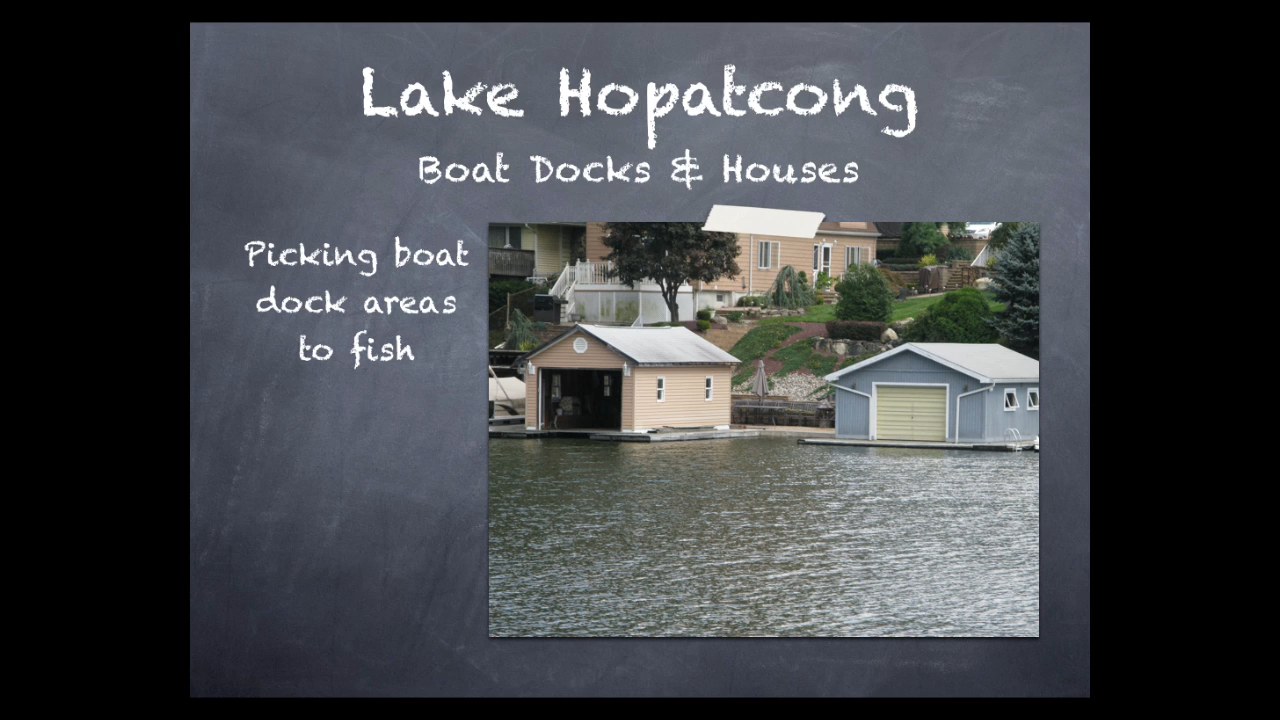 Lake Hopatcong
Boat Docks & Houses
Picking boat
dock areas
to fish